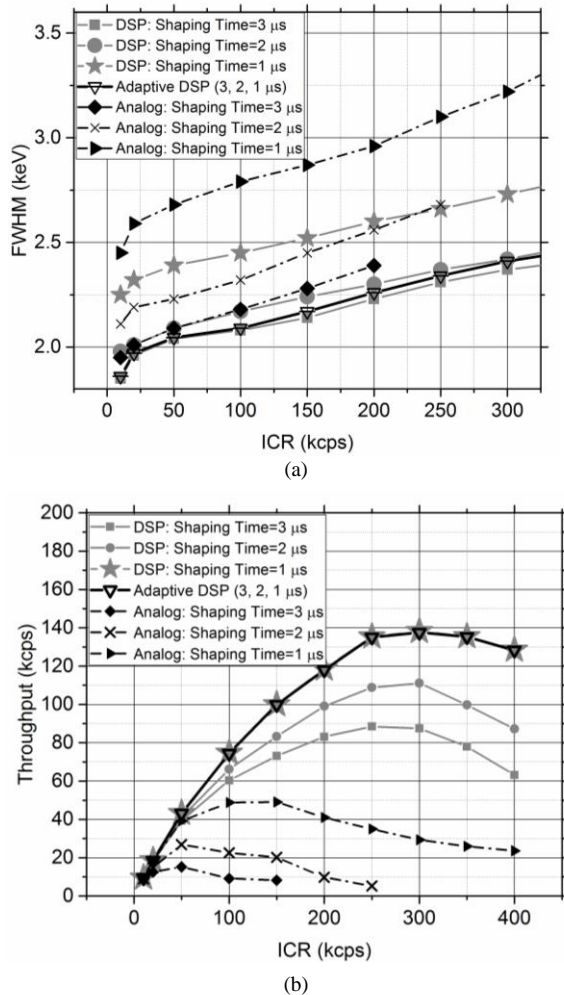 DSP: Shaping Time=3 μs
DSP: Shaping Time=2 μs
DSP: Shaping Time=1 μs
Adaptive DSP (3, 2, 1 μs)
Analog: Shaping Time=3 μs
Analog: Shaping Time=2 μs
Analog: Shaping Time=1 μs
3.5
3.0
2.5
2.0
FWHM (keV)
0 50 100 150 200 250 300
ICR (kcps)
(a)
DSP: Shaping Time=3 μs
DSP: Shaping Time=2 μs
DSP: Shaping Time=1 μs
Adaptive DSP (3, 2, 1 μs)
Analog: Shaping Time=3 μs
Analog: Shaping Time=2 μs
Analog: Shaping Time=1 μs
200
180
160
140
120
100
80
60
40
20
0
Throughput (kcps)
0 100 200 300 400
ICR (kcps)
(b)